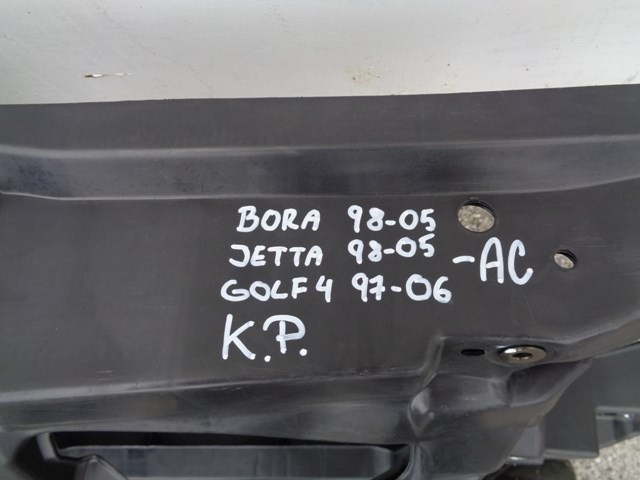 BORA 98-05
JETTA 98-05 -AC
GOLF 4 97-06
K.P.